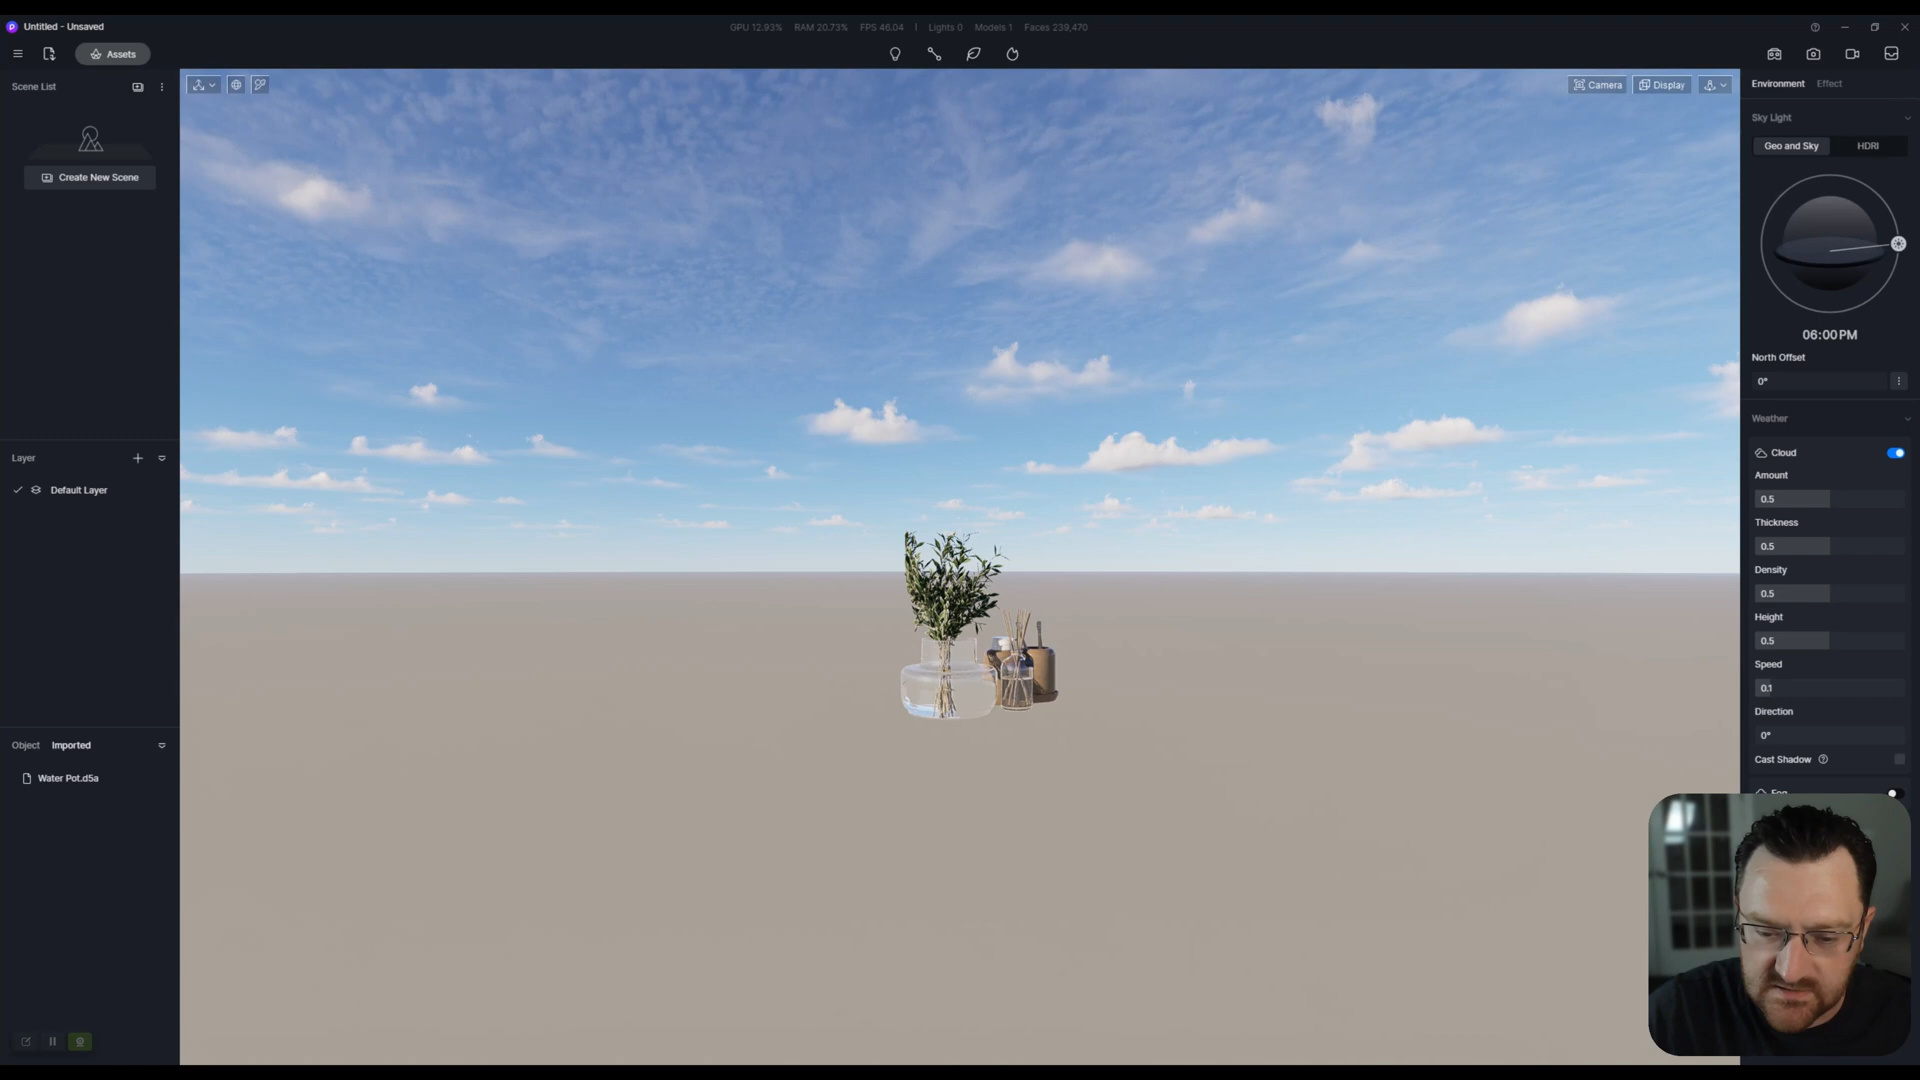 Untitled - Unsaved
GPU 12.93% RAM 20.73% FPS 46.04 | Lights 0 Models 1 Faces 239,470
Assets
Scene List
Create New Scene
Layer
Default Layer
Object Imported
Water Pot.d5a
Camera
Display
Environment Effect
Sky Light
Geo and Sky HDRI
06:00PM
North Offset
0°
Weather
Cloud
Amount
0.5
Thickness
0.5
Density
0.5
Height
0.5
Speed
0.1
Direction
0°
Cast Shadow
Fog